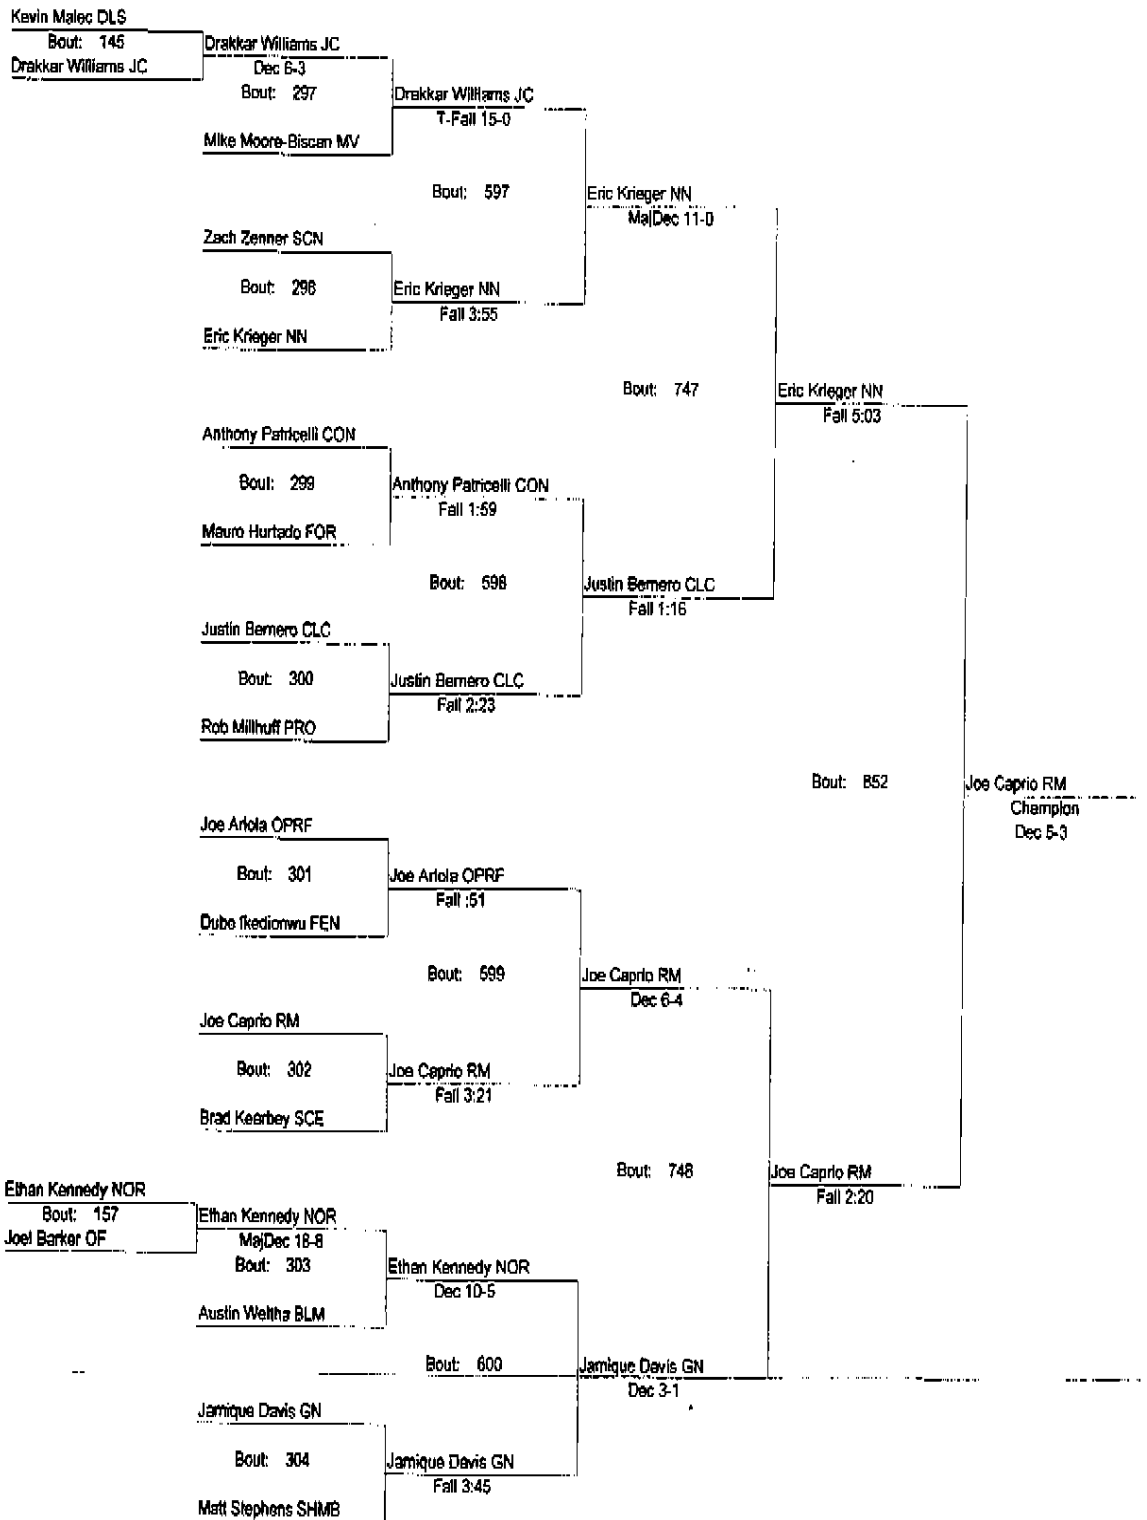 Kevin Malec DLS
Bout: 145
Drakkar Williams JC
Drakkar Williams JC
Dec 6-3
Bout: 297
Mike Moore-Biscan MV
Drakkar Williams JC
T-Fall 15-0
Bout: 597
Zach Zenner SCN
Bout: 298
Eric Krieger NN
Eric Krieger NN
Fall 3:55
Eric Krieger NN
MajDec 11-0
Bout: 747
Anthony Patricelli CON
Bout: 299
Mauro Hurtado FOR
Anthony Patricelli CON
Fall 1:59
Bout: 598
Justin Bernero CLC
Bout: 300
Rob Millhuff PRO
Justin Bernero CLC
Fall 2:23
Justin Bernero CLC
Fall 1:16
Eric Krieger NN
Fall 5:03
Bout: 852
Joe Caprio RM
Champion
Dec 5-3
Joe Ariola OPRF
Bout: 301
Dubo Ikedionwu FEN
Joe Ariola OPRF
Fall :51
Bout: 599
Joe Caprio RM
Bout: 302
Brad Kearbey SCE
Joe Caprio RM
Fall 3:21
Joe Caprio RM
Dec 6-4
Bout: 748
Joe Caprio RM
Fall 2:20
Ethan Kennedy NOR
Bout: 157
Joel Barker OF
Ethan Kennedy NOR
MajDec 18-8
Bout: 303
Austin Weltha BLM
Ethan Kennedy NOR
Dec 10-5
Bout: 600
Jamique Davis GN
Dec 3-1
Jamique Davis GN
Bout: 304
Matt Stephens SHMB
Jamique Davis GN
Fall 3:45